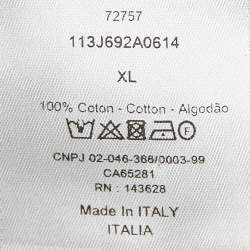 72757
113J692A0614
XL
100% Coton - Cotton - Algodão
CNPJ 02-046-366/0003-99
CA65281
RN : 143628
Made In ITALY
ITALIA